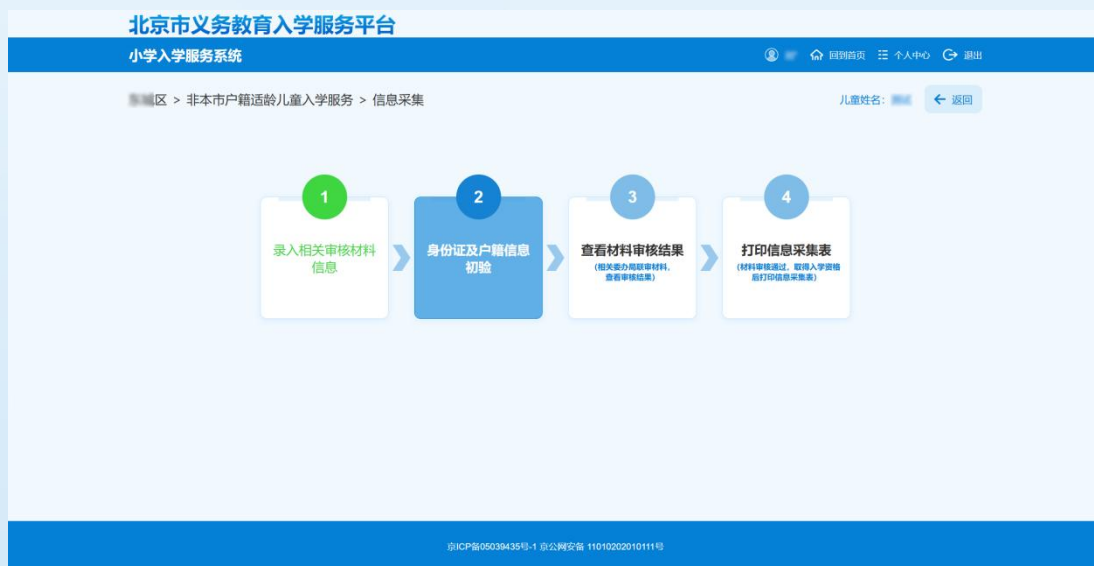 北京市义务教育入学服务平台
小学入学服务系统
回到首页 个人中心 退出
区 > 非本市户籍适龄儿童入学服务 > 信息采集
儿童姓名: 返回
1
录入相关审核材料
信息
2
身份证及户籍信息
初验
3
查看材料审核结果
(相关委办局联审材料,
查看审核结果)
4
打印信息采集表
(材料审核通过, 取得入学资格
后打印信息采集表)
京ICP备05039435号-1 京公网安备 11010202010111号